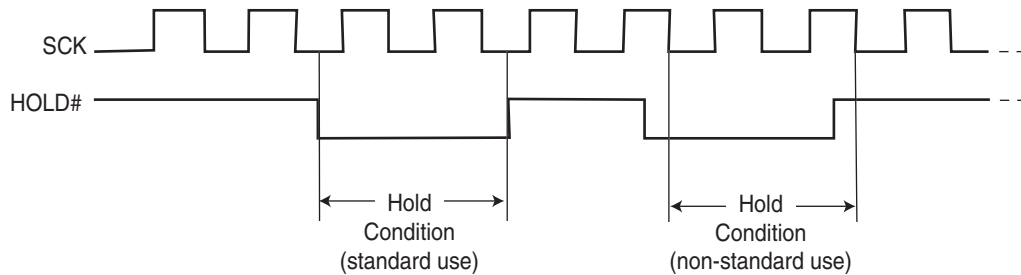 SCK
HOLD#
Hold
Condition
(standard use)
Hold
Condition
(non-standard use)